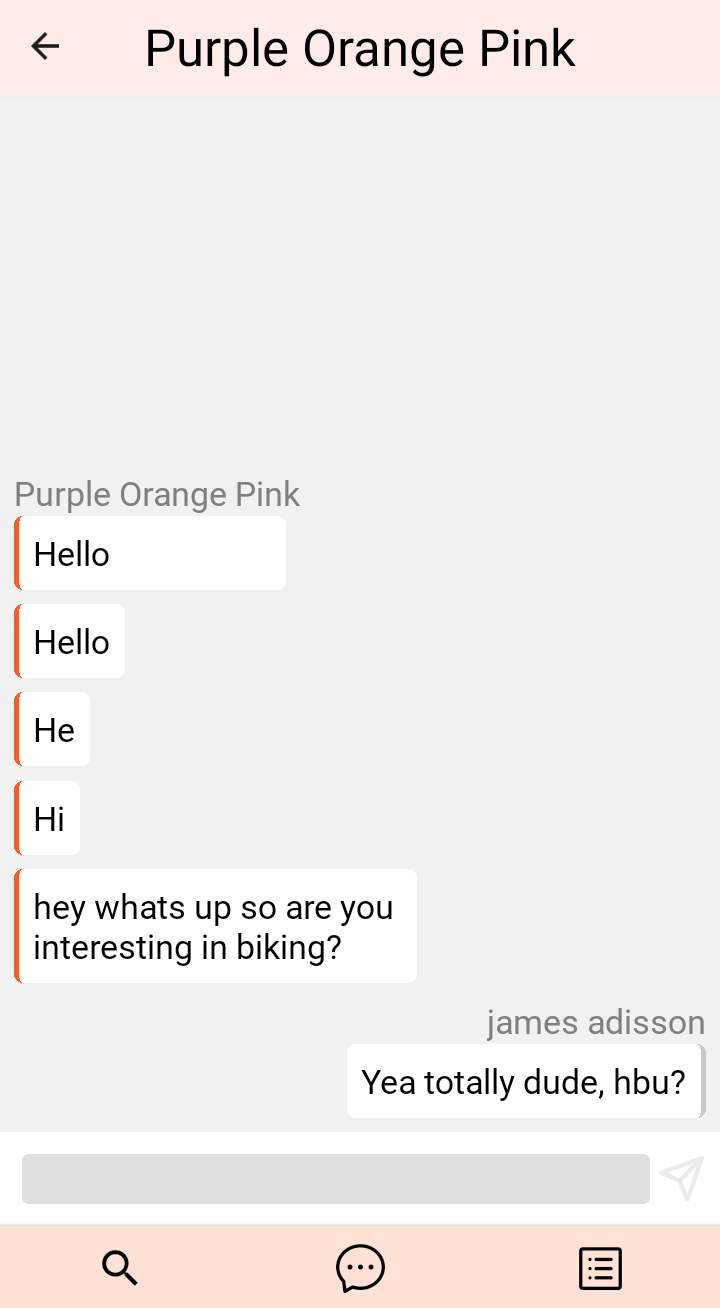 Purple Orange Pink
Purple Orange Pink
Hello
Hello
He
Hi
hey whats up so are you
interesting in biking?
james adisson
Yea totally dude, hbu?